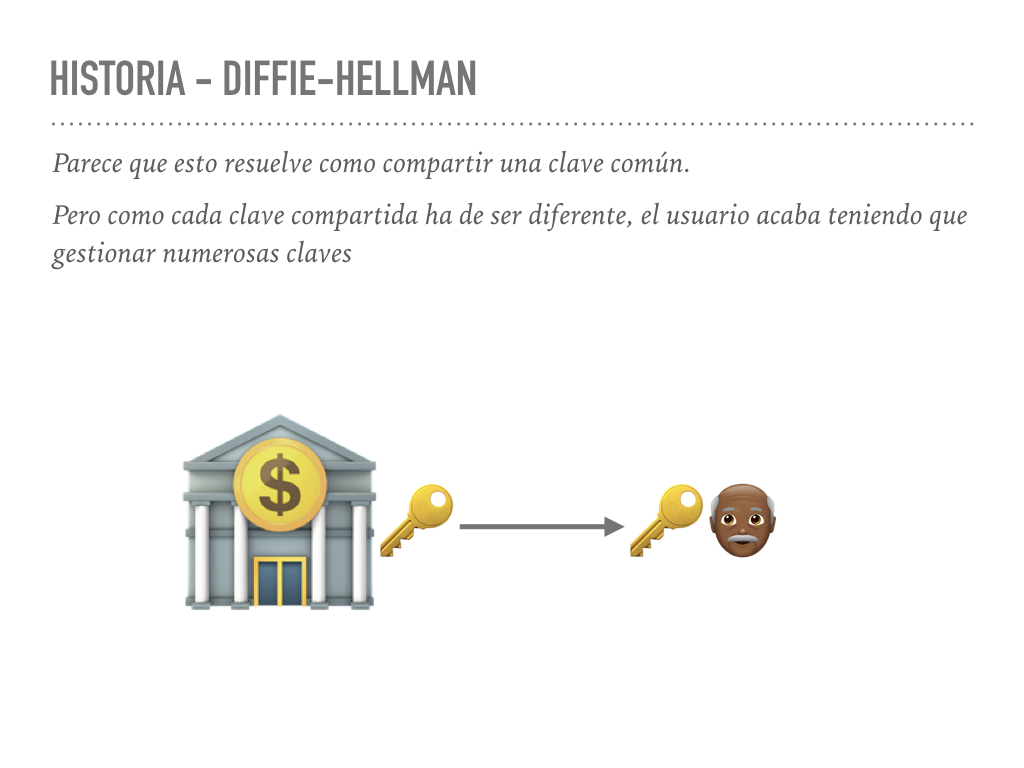 HISTORIA - DIFFIE-HELLMAN
Parece que esto resuelve como compartir una clave común.
Pero como cada clave compartida ha de ser diferente, el usuario acaba teniendo que
gestionar numerosas claves
$